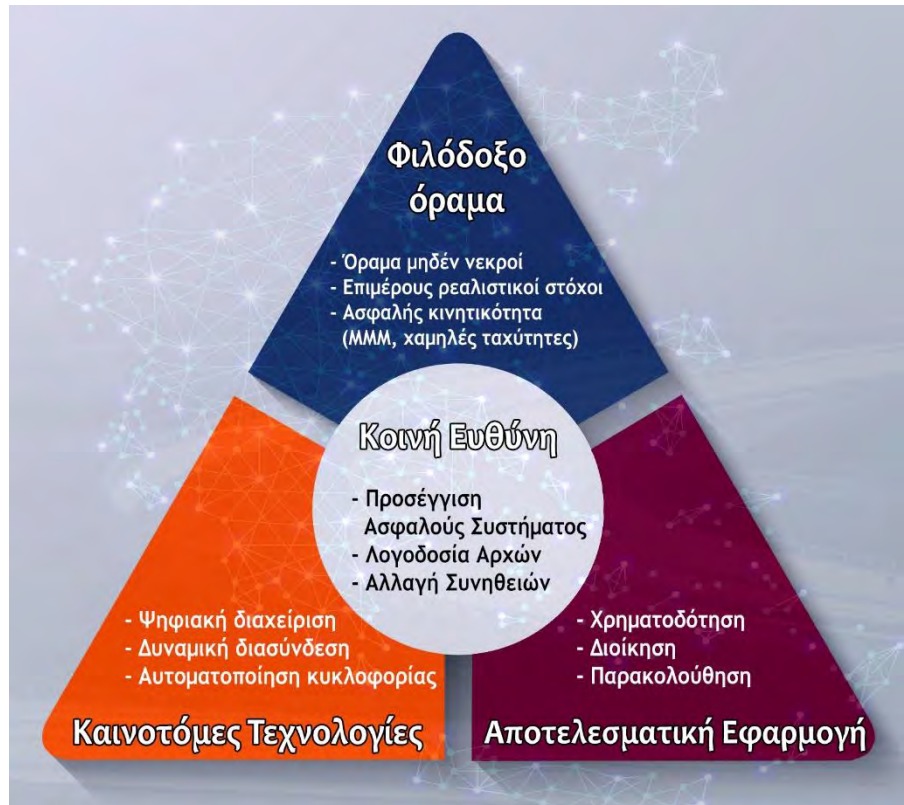 Φιλόδοξο
όραμα
- Όραμα μηδέν νεκροί
- Επιμέρους ρεαλιστικοί στόχοι
- Ασφαλής κινητικότητα
(ΜΜΜ, χαμηλές ταχύτητες)
Κοινή Ευθύνη
- Προσέγγιση
Ασφαλούς Συστήματος
- Λογοδοσία Αρχών
- Αλλαγή Συνηθειών
- Ψηφιακή διαχείριση
- Δυναμική διασύνδεση
- Αυτοματοποίηση κυκλοφορίας
Καινοτόμες Τεχνολογίες
- Χρηματοδότηση
- Διοίκηση
- Παρακολούθηση
Αποτελεσματική Εφαρμογή